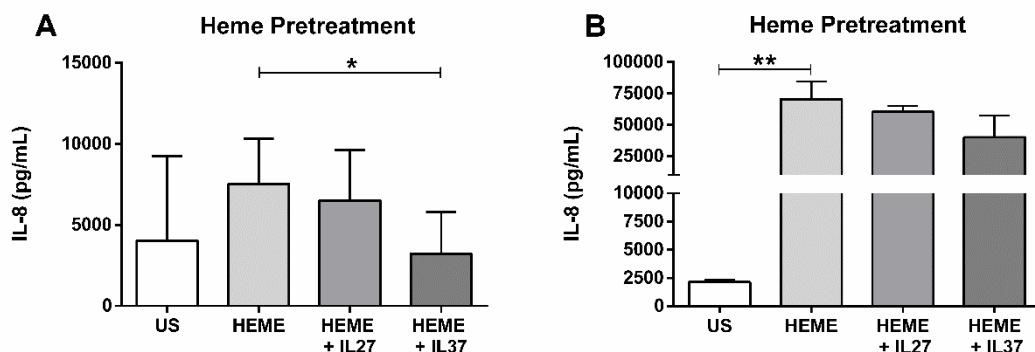 A
Heme Pretreatment
IL-8 (pg/mL)
15000
10000
5000
0
*
US
HEME
HEME
+ IL27
HEME
+ IL37
B
Heme Pretreatment
IL-8 (pg/mL)
100000
75000
50000
25000
10000
7500
5000
2500
0
**
US
HEME
HEME
+ IL27
HEME
+ IL37